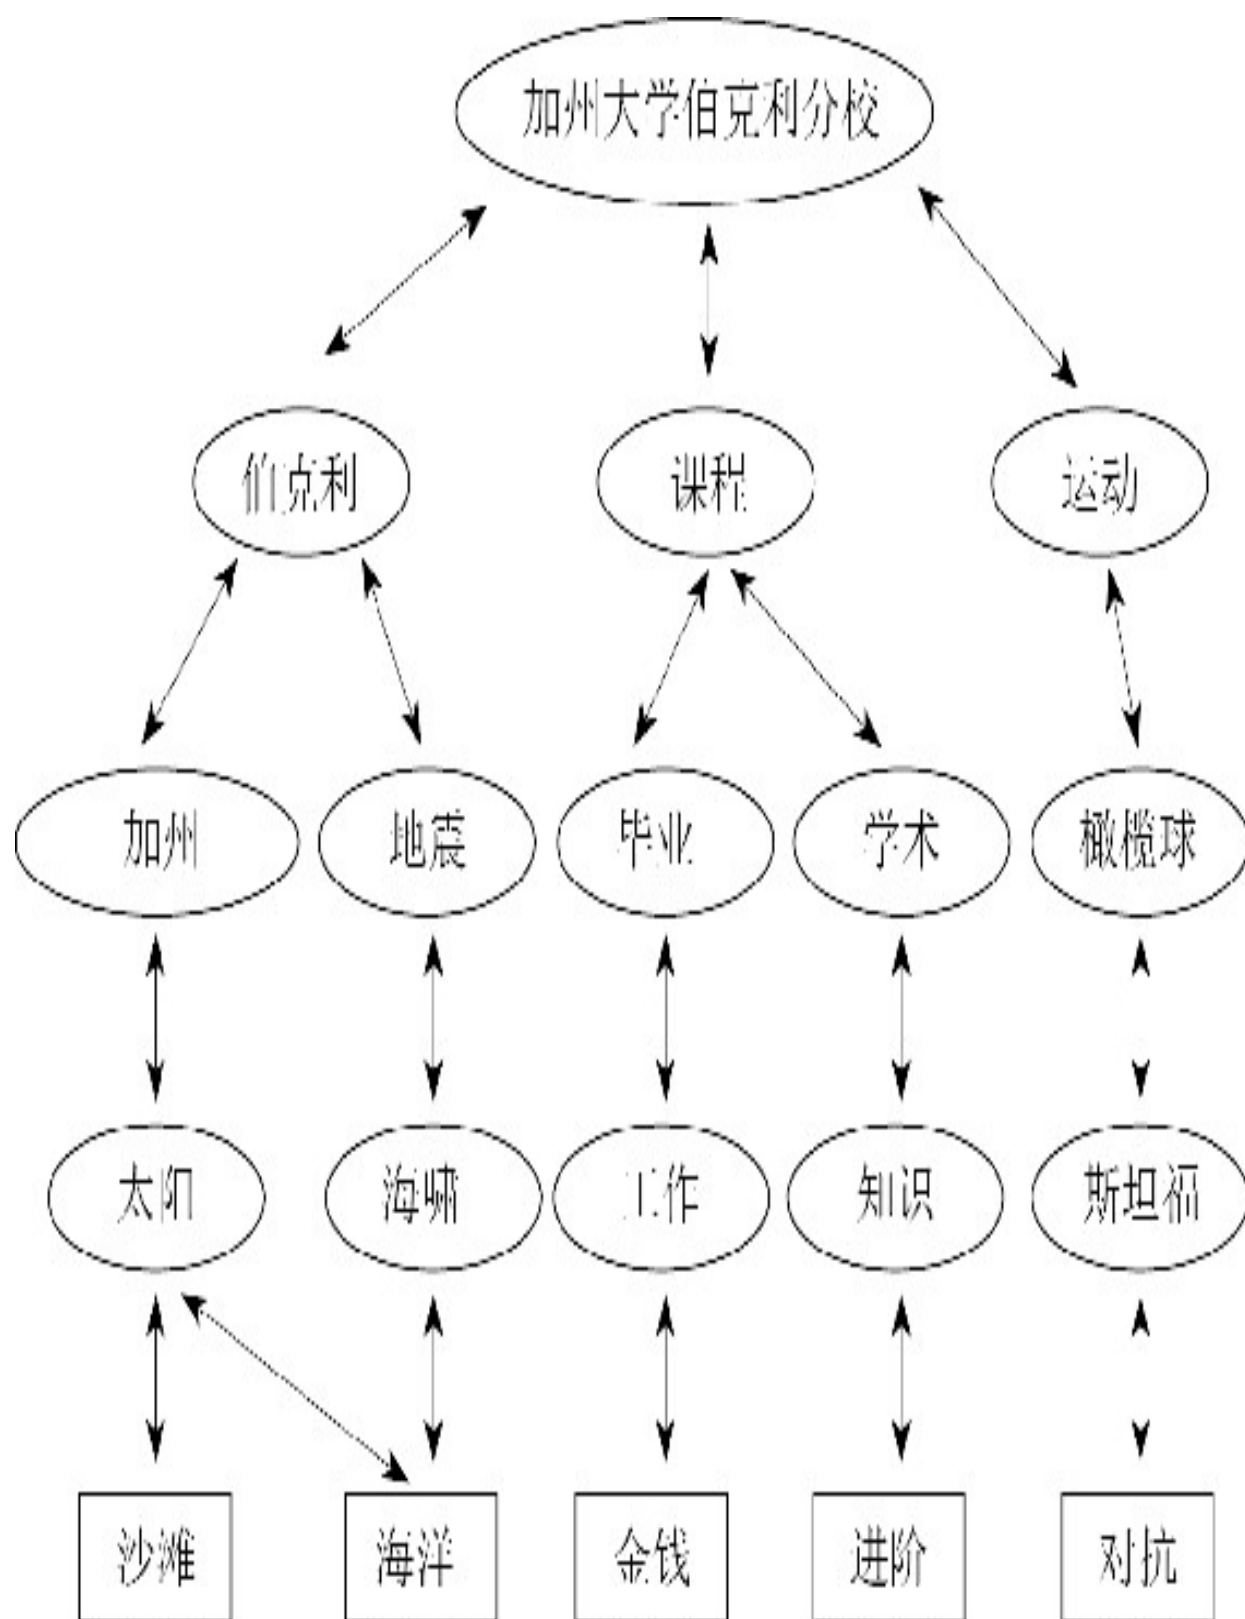 加州大学伯克利分校
伯克利
课程
运动
加州
地震
毕业
学术
橄榄球
太阳
海啸
工作
知识
斯坦福
沙滩
海洋
金钱
进阶
对抗